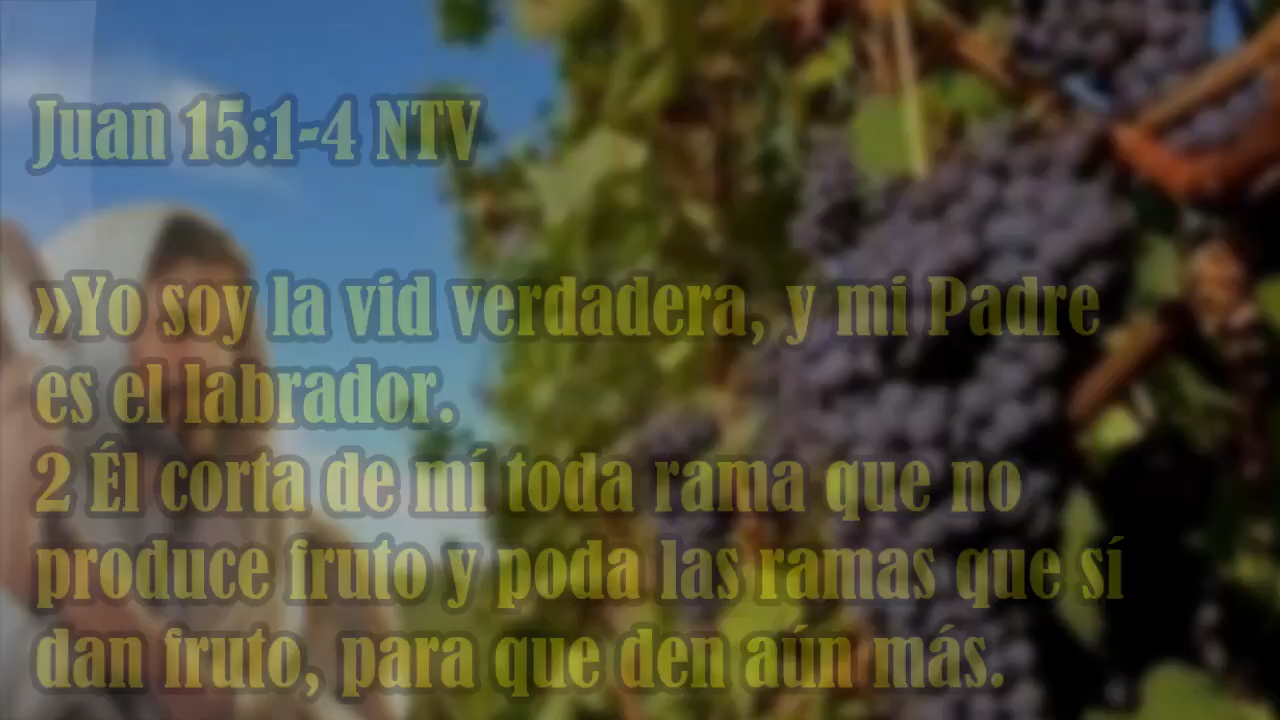 Juan 15:1-4 NTV
»Yo soy la vid verdadera, y mi Padre
es el labrador.
2 Él corta de mí toda rama que no
produce fruto y poda las ramas que sí
dan fruto, para que den aún más.